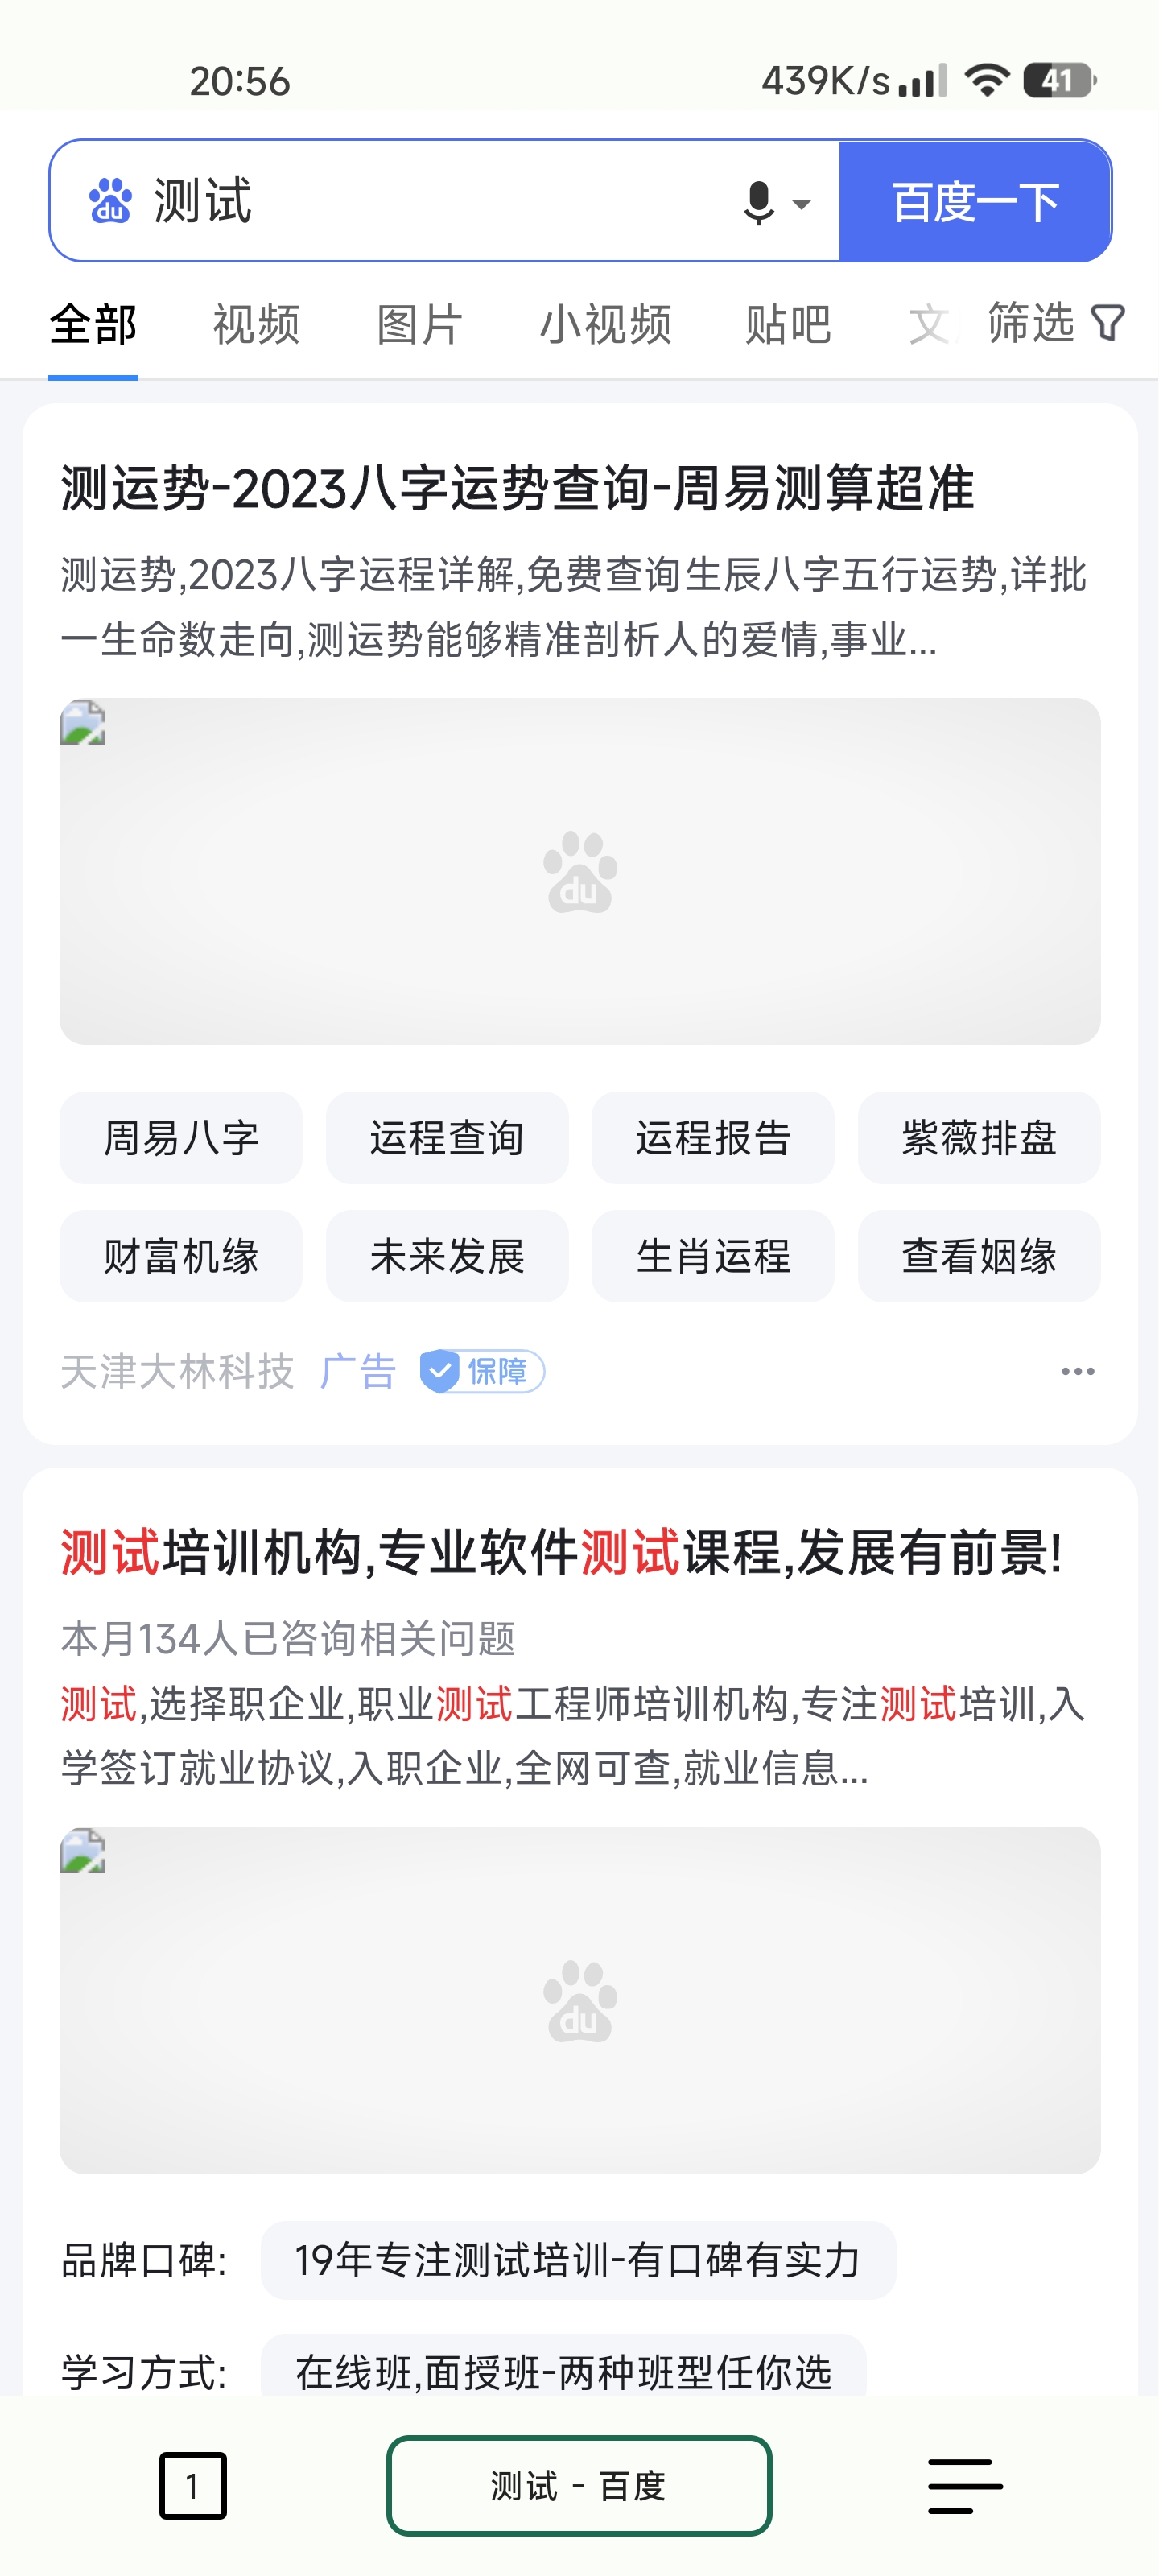 20:56
439K/s 41
du 测试 百度一下
全部 视频 图片 小视频 贴吧 文 筛选
测运势-2023八字运势查询-周易测算超准
测运势,2023八字运程详解,免费查询生辰八字五行运势,详批
一生命数走向,测运势能够精准剖析人的爱情,事业...
du
周易八字 运程查询 运程报告 紫薇排盘
财富机缘 未来发展 生肖运程 查看姻缘
天津大林科技 广告 保障
测试培训机构,专业软件测试课程,发展有前景!
本月134人已咨询相关问题
测试,选择职企业,职业测试工程师培训机构,专注测试培训,入
学签订就业协议,入职企业,全网可查,就业信息...
du
品牌口碑: 19年专注测试培训-有口碑有实力
学习方式: 在线班,面授班-两种班型任你选
1 测试 - 百度